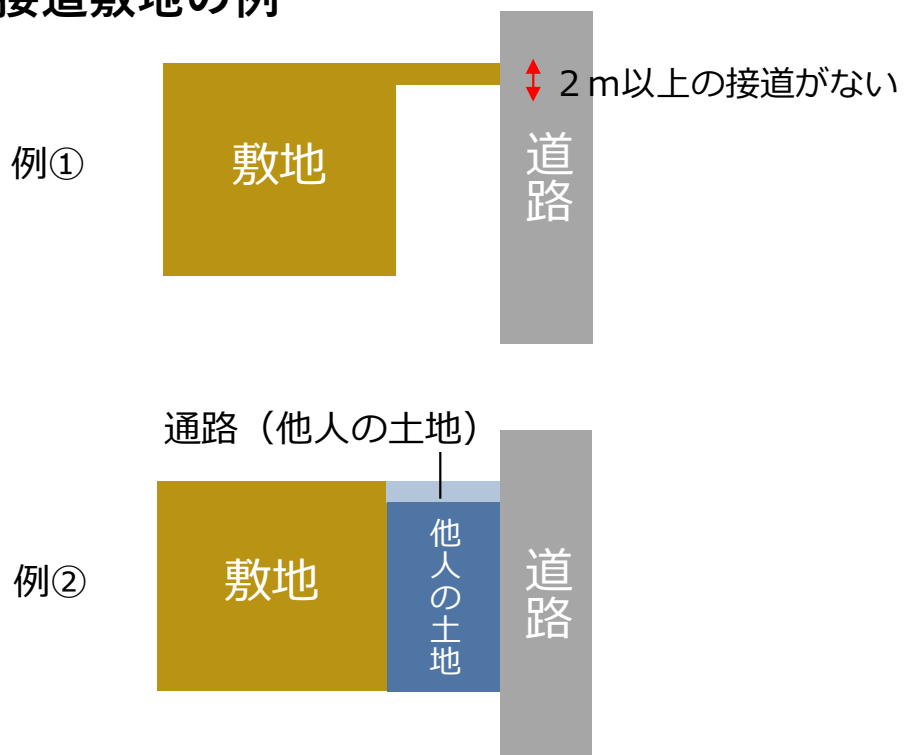 接道敷地の例
２ｍ以上の接道がない
例①
敷地
道路
通路（他人の土地）
例②
敷地
他人の土地
道路